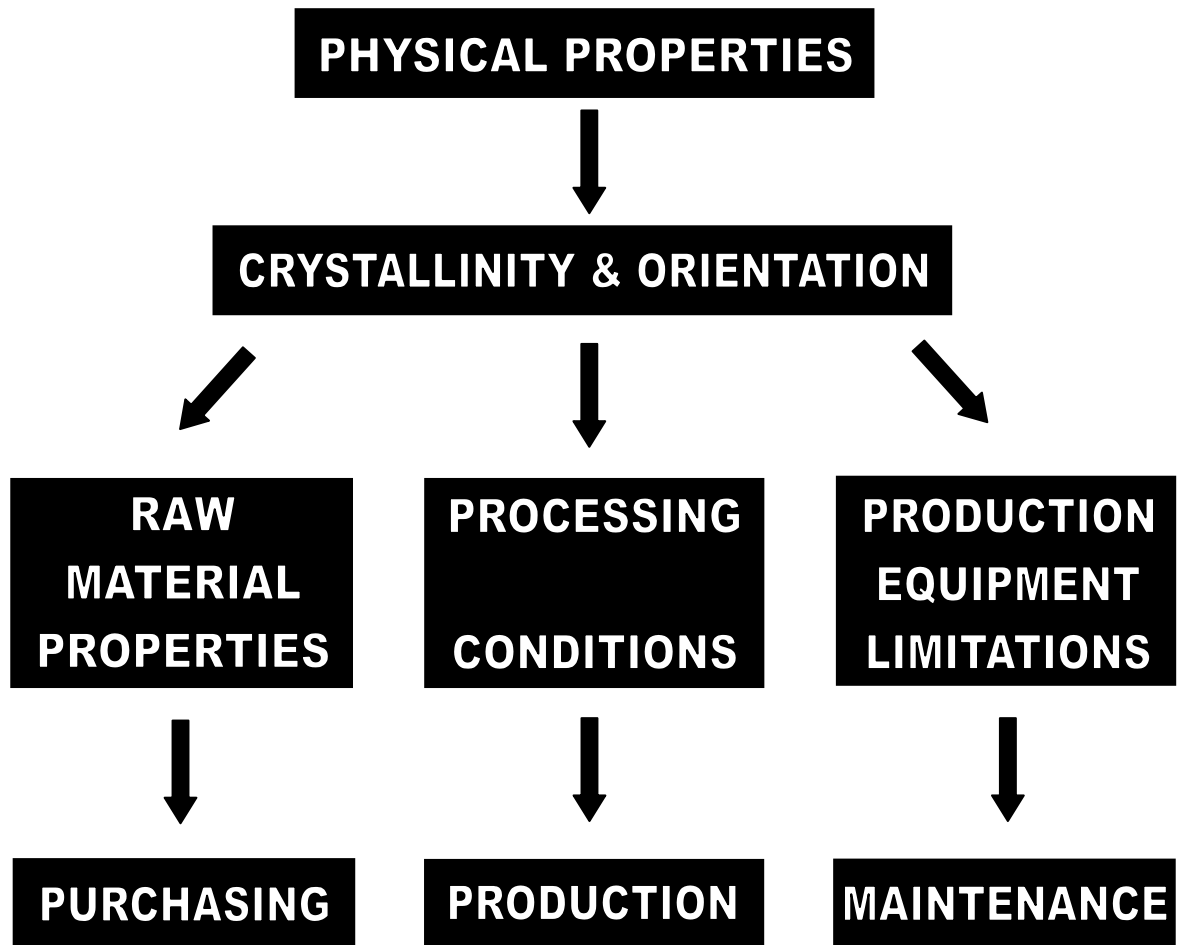 PHYSICAL PROPERTIES
CRYSTALLINITY & ORIENTATION
RAW
MATERIAL
PROPERTIES
PROCESSING
CONDITIONS
PRODUCTION
EQUIPMENT
LIMITATIONS
PURCHASING
PRODUCTION
MAINTENANCE